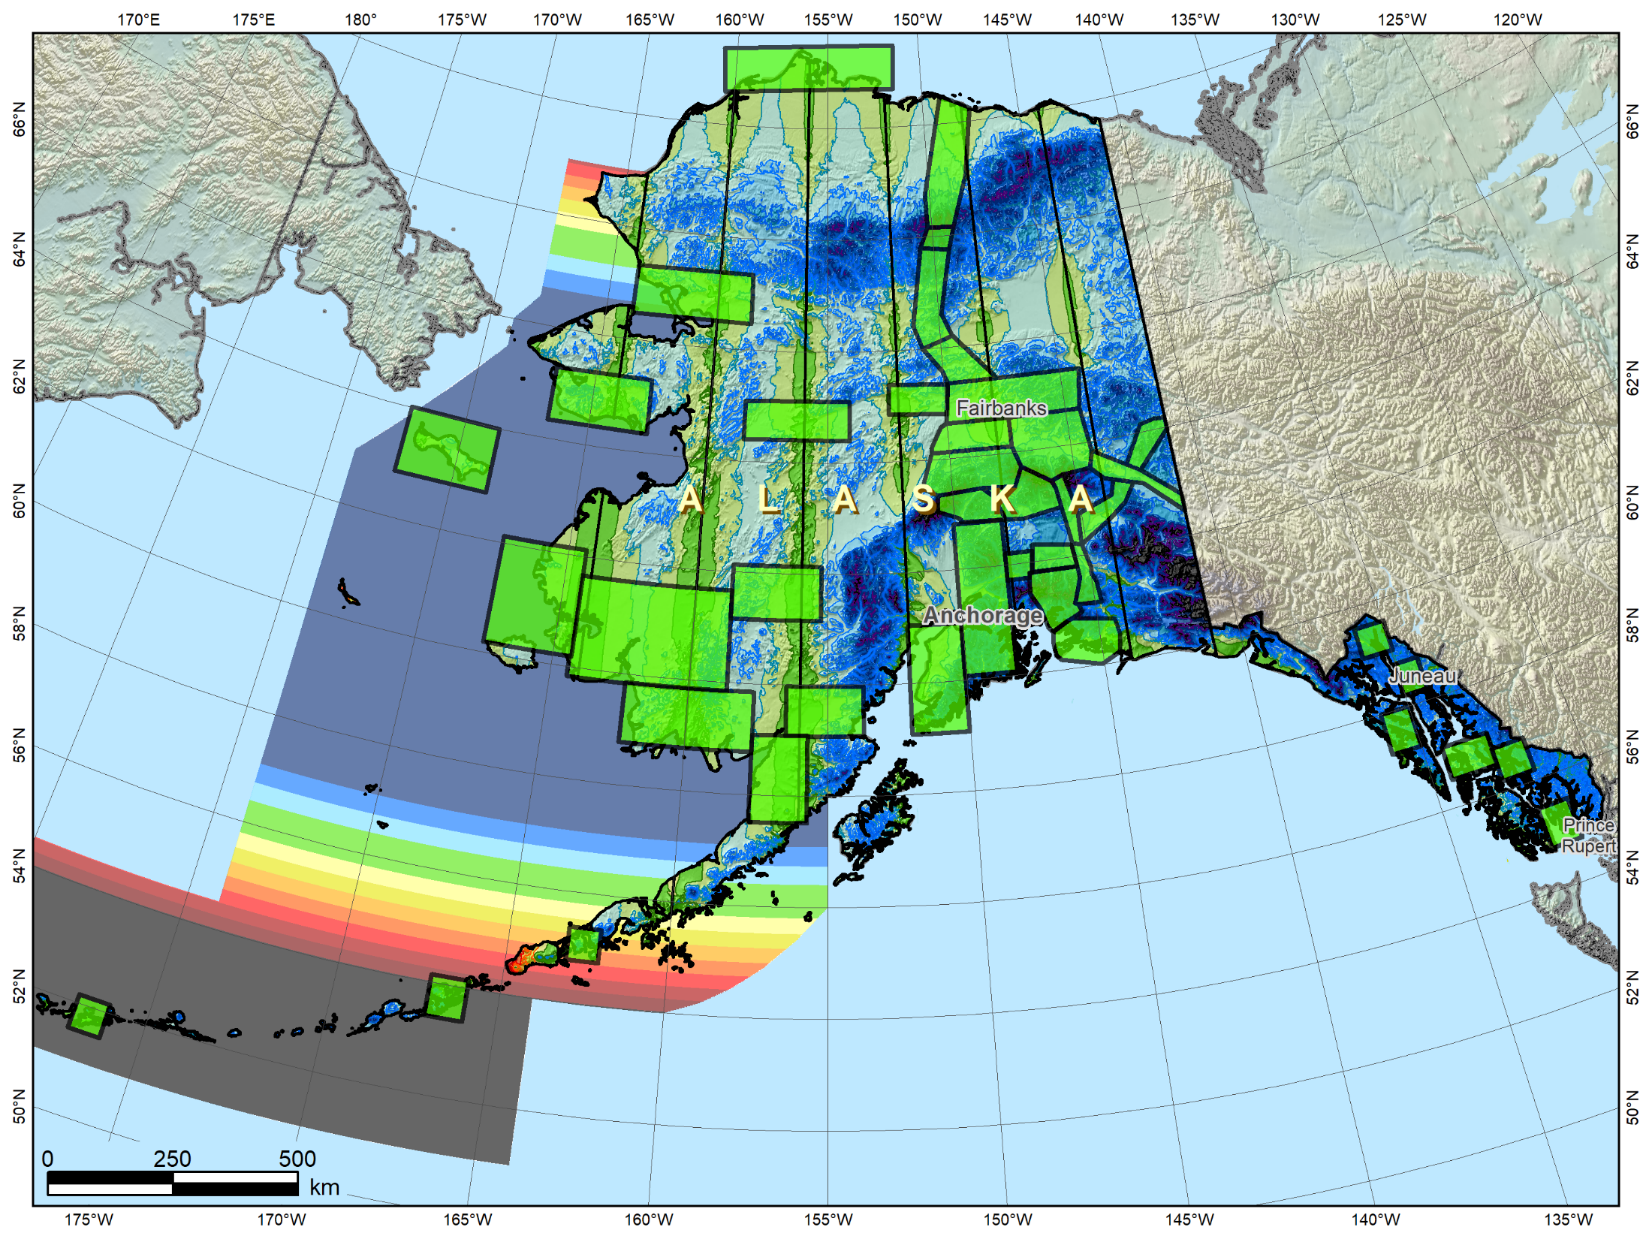 170°E 175°E 180° 175°W 170°W 165°W 160°W 155°W 150°W 145°W 140°W 135°W 130°W 125°W 120°W
66°N 66°N
64°N 64°N
62°N 62°N
Fairbanks
60°N A L A S K A 60°N
58°N Anchorage 58°N
Juneau
56°N 56°N
Prince
Rupert
54°N 54°N
52°N 52°N
50°N 50°N
0 250 500
km
175°W 170°W 165°W 160°W 155°W 150°W 145°W 140°W 135°W